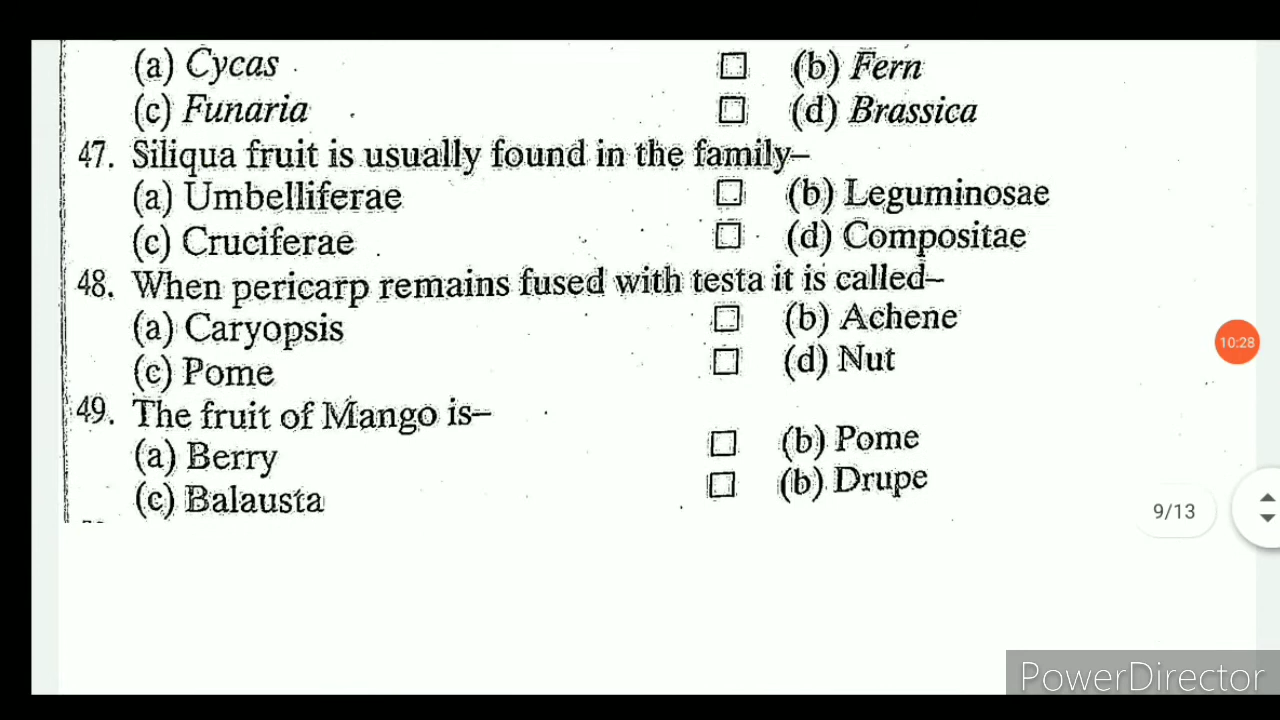 (a) Cycas
(b) Fern
(c) Funaria
(d) Brassica
47. Siliqua fruit is usually found in the family–
(a) Umbelliferae
(b) Leguminosae
(c) Cruciferae
(d) Compositae
48. When pericarp remains fused with testa it is called–
(a) Caryopsis
(b) Achene
(c) Pome
(d) Nut
10:28
49. The fruit of Mango is–
(a) Berry
(b) Pome
(c) Balausta
(b) Drupe
9/13
PowerDirector